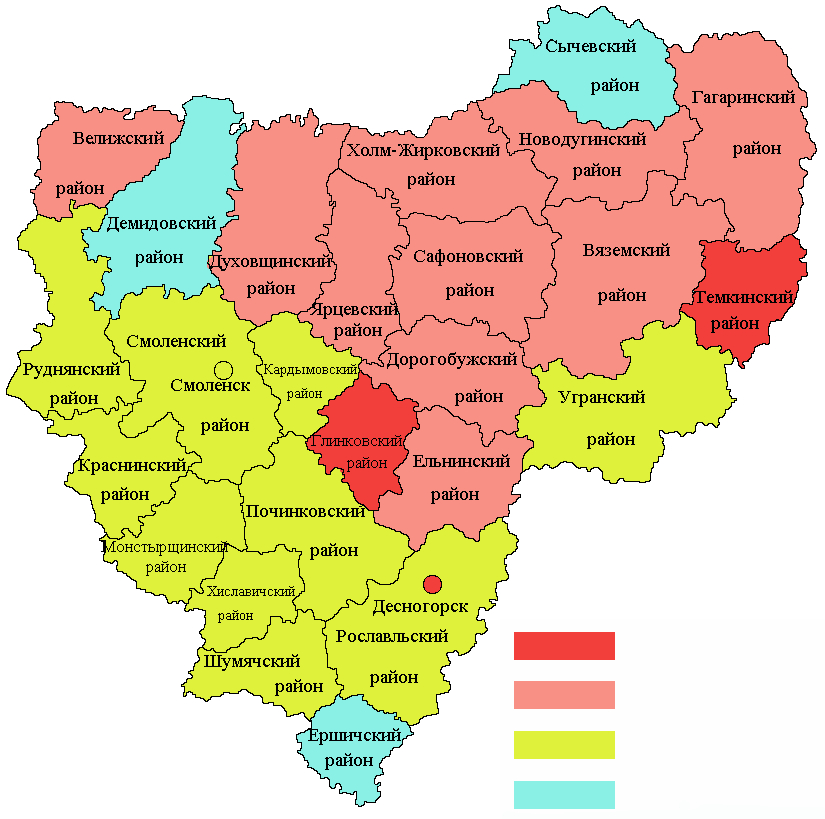 Сычевский
район
Гагаринский
район
Велижский
район
Новодугинский
район
Холм-Жирковский
район
Демидовский
район
Духовщинский
район
Сафоновский
район
Вяземский
район
Темкинский
район
Ярцевский
район
Смоленский
Смоленск
район
Руднянский
район
Кардымовский
район
Дорогобужский
район
Угранский
район
Глинковский
район
Ельнинский
район
Краснинский
район
Починковский
район
Монстырщинский
район
Хиславичский
район
Десногорск
Рославльский
район
Шумячский
район
Ершичский
район